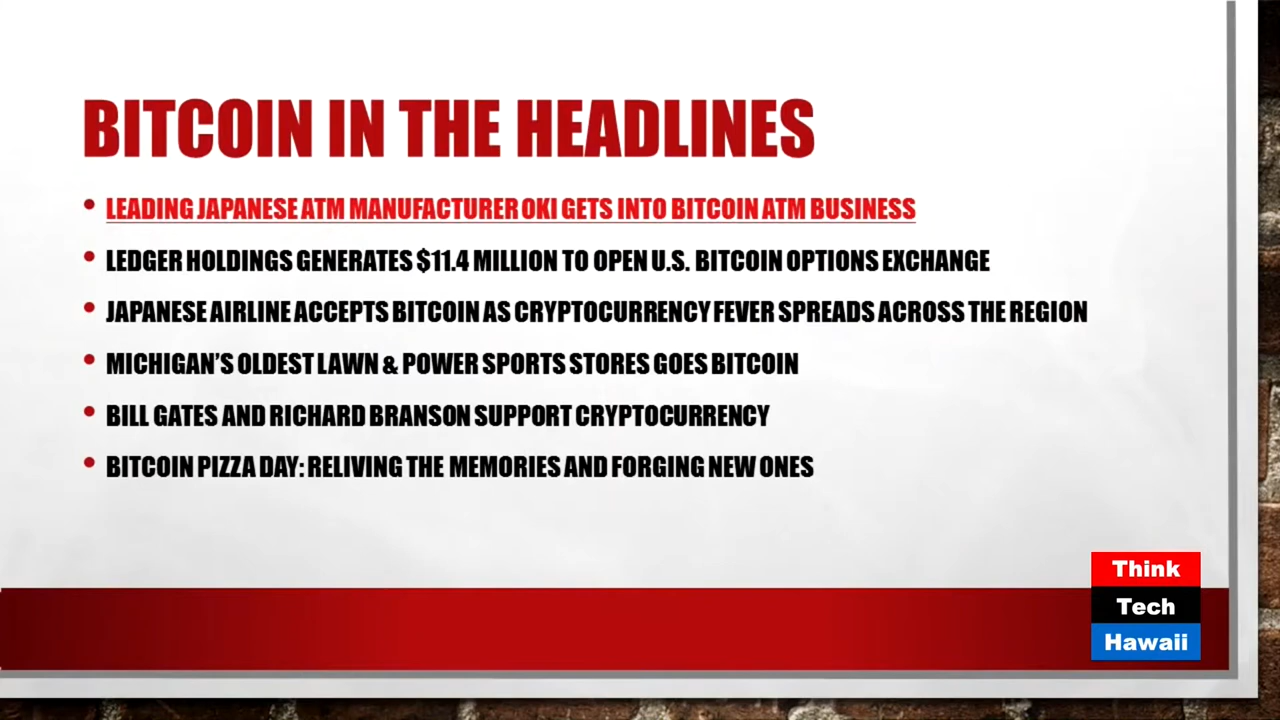 BITCOIN IN THE HEADLINES
• LEADING JAPANESE ATM MANUFACTURER OKI GETS INTO BITCOIN ATM BUSINESS
• LEDGER HOLDINGS GENERATES $11.4 MILLION TO OPEN U.S. BITCOIN OPTIONS EXCHANGE
• JAPANESE AIRLINE ACCEPTS BITCOIN AS CRYPTOCURRENCY FEVER SPREADS ACROSS THE REGION
• MICHIGAN’S OLDEST LAWN & POWER SPORTS STORES GOES BITCOIN
• BILL GATES AND RICHARD BRANSON SUPPORT CRYPTOCURRENCY
• BITCOIN PIZZA DAY: RELIVING THE MEMORIES AND FORGING NEW ONES
Think
Tech
Hawaii